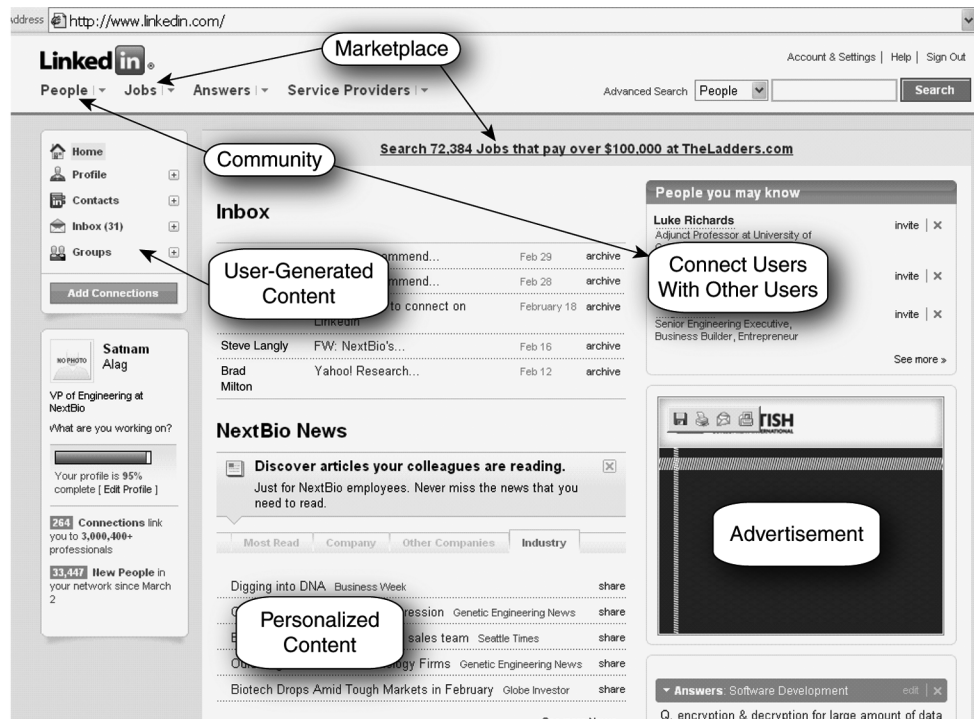 Address http://www.linkedin.com/
Linked in
Marketplace
Account & Settings | Help | Sign Out
People Jobs Answers Service Providers
Advanced Search People Search
Home
Profile
Contacts
Inbox (31)
Groups
Add Connections
Community
User-Generated
Content
Search 72,384 Jobs that pay over $100,000 at TheLadders.com
Inbox
ommend... Feb 29 archive
ommend... Feb 28 archive
to connect on February 18 archive
LinkedIn
Steve Langly FW: NextBio's... Feb 16 archive
Brad Yahoo! Research... Feb 12 archive
Milton
People you may know
Luke Richards invite
Adjunct Professor at University of
Connect Users
With Other Users
invite
invite
Senior Engineering Executive,
Business Builder, Entrepreneur
See more »
NO PHOTO
Satnam
Alag
VP of Engineering at
NextBio
What are you working on?
Your profile is 95%
complete [ Edit Profile ]
264 Connections link
you to 3,000,400+
professionals
33,447 New People in
your network since March
2
NextBio News
Discover articles your colleagues are reading.
Just for NextBio employees. Never miss the news that you
need to read.
Most Read Company Other Companies Industry
Digging into DNA Business Week share
ression Genetic Engineering News share
sales team Seattle Times share
ogy Firms Genetic Engineering News share
Biotech Drops Amid Tough Markets in February Globe Investor share
Personalized
Content
TISH
Advertisement
Answers: Software Development edit
Q. encryption & decryption for large amount of data